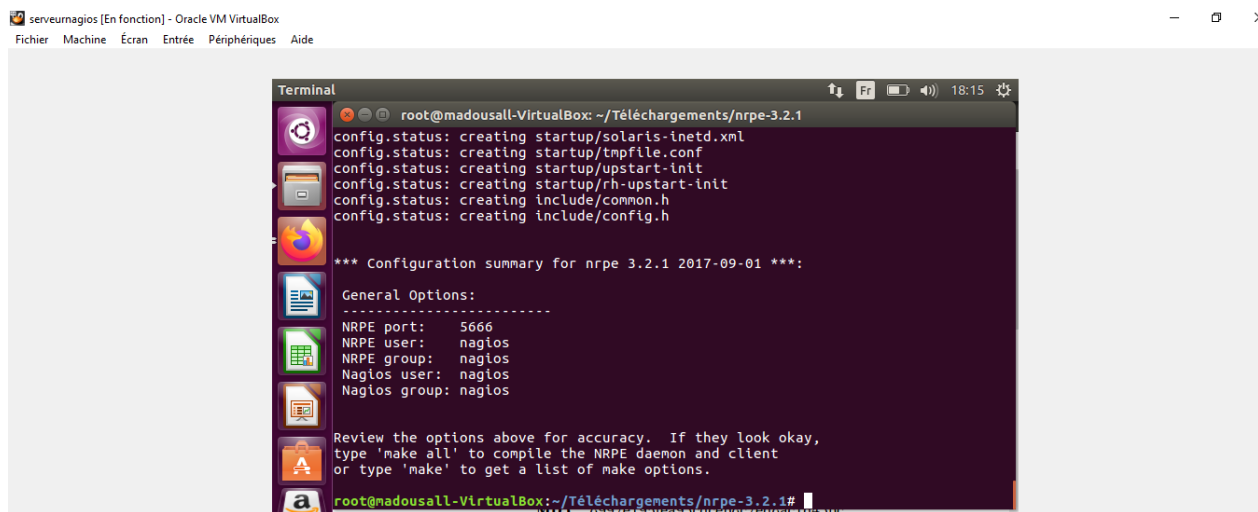 serveurnagios [En fonction] - Oracle VM VirtualBox
Fichier Machine Écran Entrée Périphériques Aide
Terminal Fr 18:15
root@madousall-VirtualBox: ~/Téléchargements/nrpe-3.2.1
config.status: creating startup/solaris-inetd.xml
config.status: creating startup/tmpfile.conf
config.status: creating startup/upstart-init
config.status: creating startup/rh-upstart-init
config.status: creating include/common.h
config.status: creating include/config.h
*** Configuration summary for nrpe 3.2.1 2017-09-01 ***:
General Options:
-------------------------
NRPE port: 5666
NRPE user: nagios
NRPE group: nagios
Nagios user: nagios
Nagios group: nagios
Review the options above for accuracy. If they look okay,
type 'make all' to compile the NRPE daemon and client
or type 'make' to get a list of make options.
root@madousall-VirtualBox:~/Téléchargements/nrpe-3.2.1#